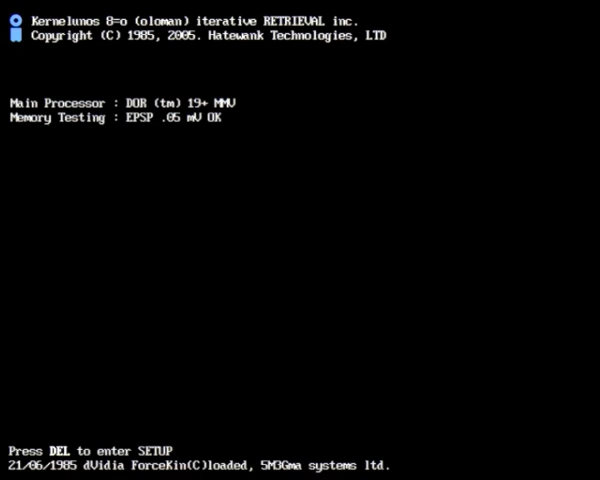 Kernelunos 8=o (oloman) iterative RETRIEVAL inc.
Copyright (C) 1985, 2005. Hatewank Technologies, LTD
Main Processor : DOR (tm) 19+ MMV
Memory Testing : EPSP .05 mV OK
Press DEL to enter SETUP
21/06/1985 dVidia ForceKin(C)loaded, 5M3Gma systems ltd.